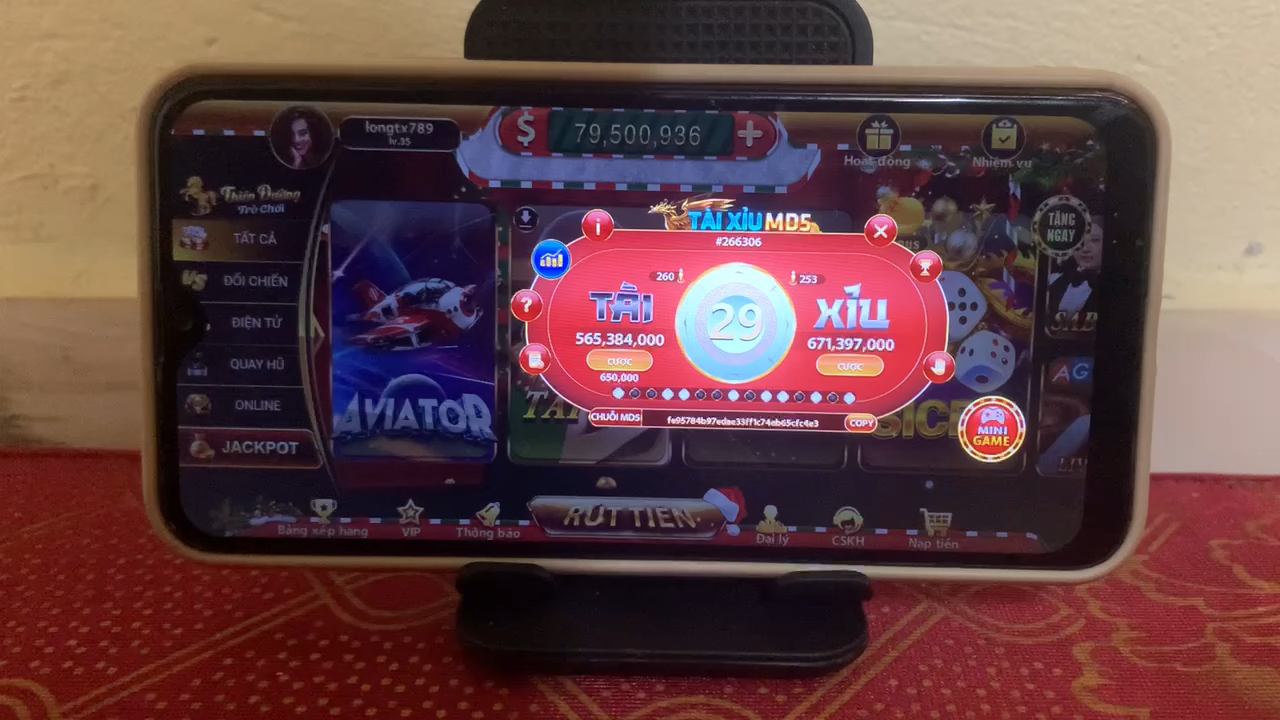 longtx789
lv.35
$ 79,500,936 +
Hoạt động
Nhiệm vụ
Thiên Đường
Trò Chơi
TẤT CẢ
Vs ĐỐI CHIẾN
ĐIỆN TỬ
QUAY HŨ
ONLINE
JACKPOT
AVIATOR
TÀI XỈU MD5
#266306
i
X
?
260
253
TÀI
29
XỈU
565,384,000
671,397,000
CƯỢC
CƯỢC
650,000
CHUỖI MD5
COPY
TẶNG
NGAY
AG
MINI
GAME
Bảng xếp hạng
VIP
Thông báo
RÚT TIỀN
Đại lý
CSKH
Nạp tiền